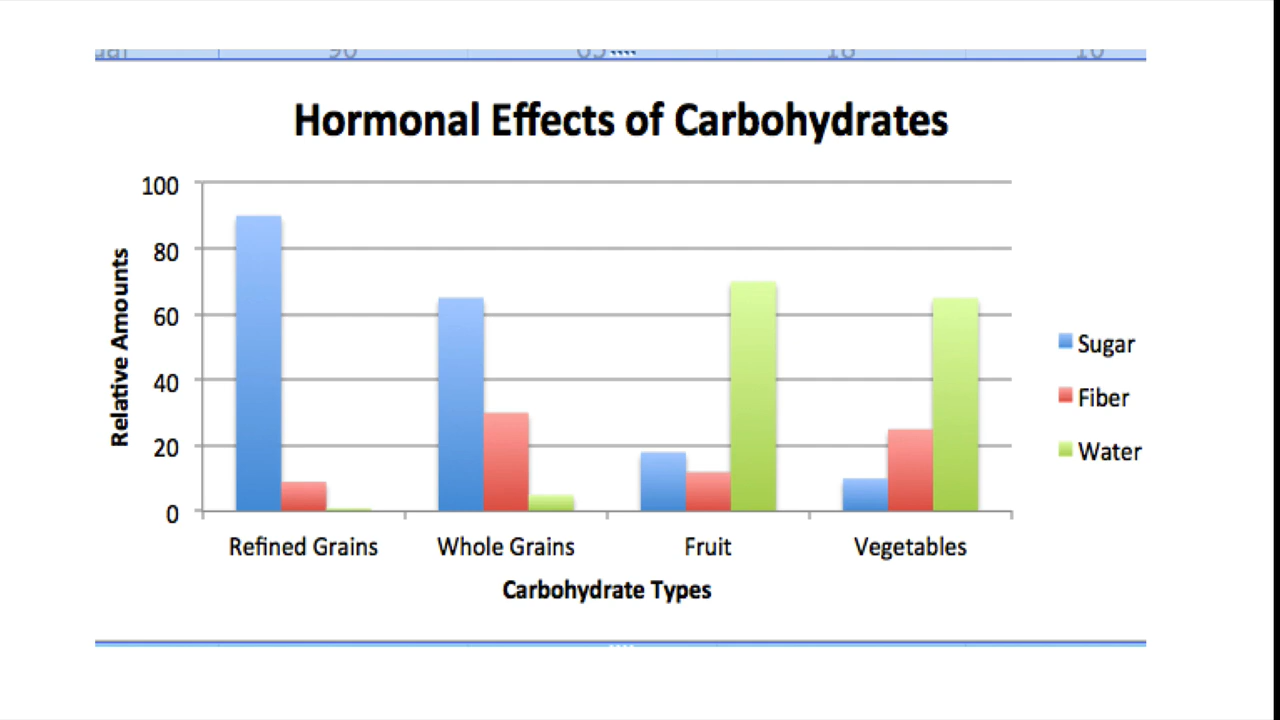 Hormonal Effects of Carbohydrates
100
80
60
40
20
0
Relative Amounts
Refined Grains
Whole Grains
Fruit
Vegetables
Carbohydrate Types
Sugar
Fiber
Water